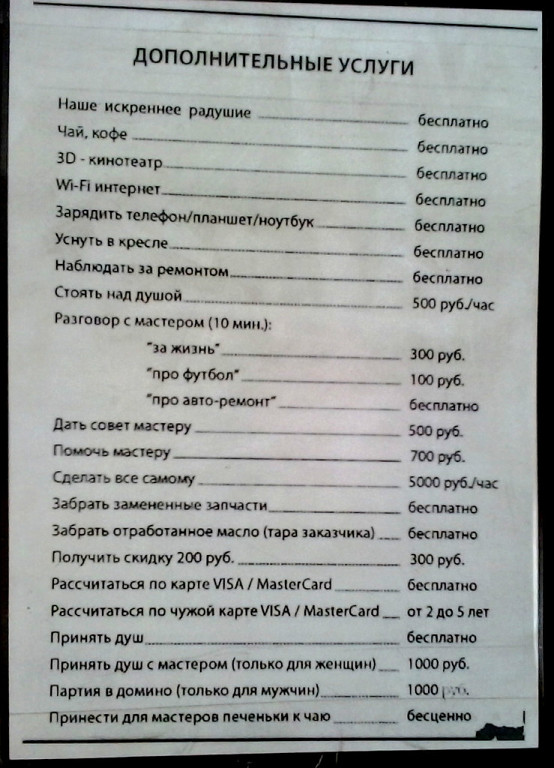 ДОПОЛНИТЕЛЬНЫЕ УСЛУГИ
Наше искреннее радушие бесплатно
Чай, кофе бесплатно
3D - кинотеатр бесплатно
Wi-Fi интернет бесплатно
Зарядить телефон/планшет/ноутбук бесплатно
Уснуть в кресле бесплатно
Наблюдать за ремонтом бесплатно
Стоять над душой 500 руб./час
Разговор с мастером (10 мин.):
"за жизнь" 300 руб.
"про футбол" 100 руб.
"про авто-ремонт" бесплатно
Дать совет мастеру 500 руб.
Помочь мастеру 700 руб.
Сделать все самому 5000 руб./час
Забрать замененные запчасти бесплатно
Забрать отработанное масло (тара заказчика) бесплатно
Получить скидку 200 руб. 300 руб.
Рассчитаться по карте VISA / MasterCard бесплатно
Рассчитаться по чужой карте VISA / MasterCard от 2 до 5 лет
Принять душ бесплатно
Принять душ с мастером (только для женщин) 1000 руб.
Партия в домино (только для мужчин) 1000
Принести для мастеров печеньки к чаю бесценно